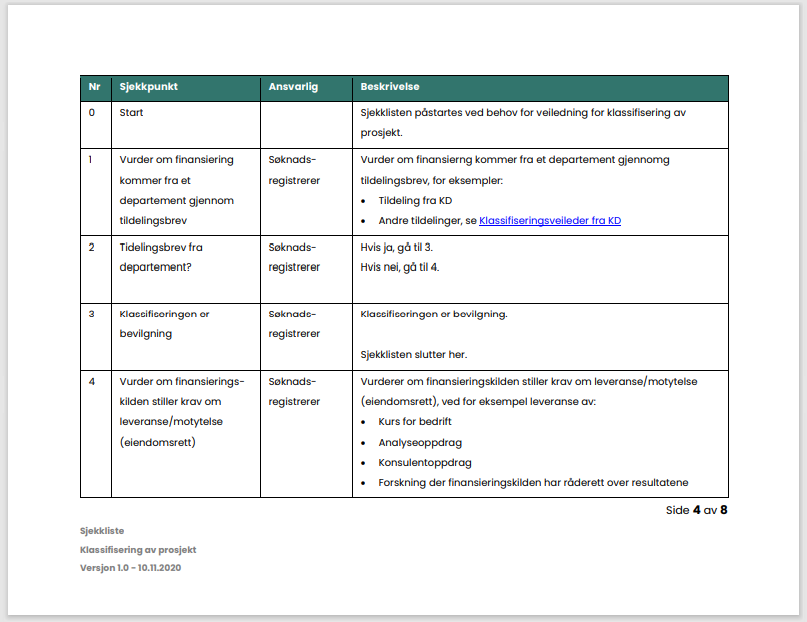 Nr Sjekkpunkt Ansvarlig Beskrivelse
0 Start Sjekklisten påstartes ved behov for veiledning for klassifisering av
prosjekt.
1 Vurder om finansiering Søknads- Vurder om finansierng kommer fra et departement gjennomg
kommer fra et registrerer tildelingsbrev, for eksempler:
departement gjennom • Tildeling fra KD
tildelingsbrev • Andre tildelinger, se Klassifiseringsveileder fra KD
2 Tidelingsbrev fra Søknads- Hvis ja, gå til 3.
departement? registrerer Hvis nei, gå til 4.
3 Klassifiseringen er Søknads- Klassifiseringen er bevilgning.
bevilgning registrerer
Sjekklisten slutter her.
4 Vurder om finansierings- Søknads- Vurderer om finansieringskilden stiller krav om leveranse/motytelse
kilden stiller krav om registrerer (eiendomsrett), ved for eksempel leveranse av:
leveranse/motytelse • Kurs for bedrift
(eiendomsrett) • Analyseoppdrag
• Konsulentoppdrag
• Forskning der finansieringskilden har råderett over resultatene
Side 4 av 8
Sjekkliste
Klassifisering av prosjekt
Versjon 1.0 - 10.11.2020